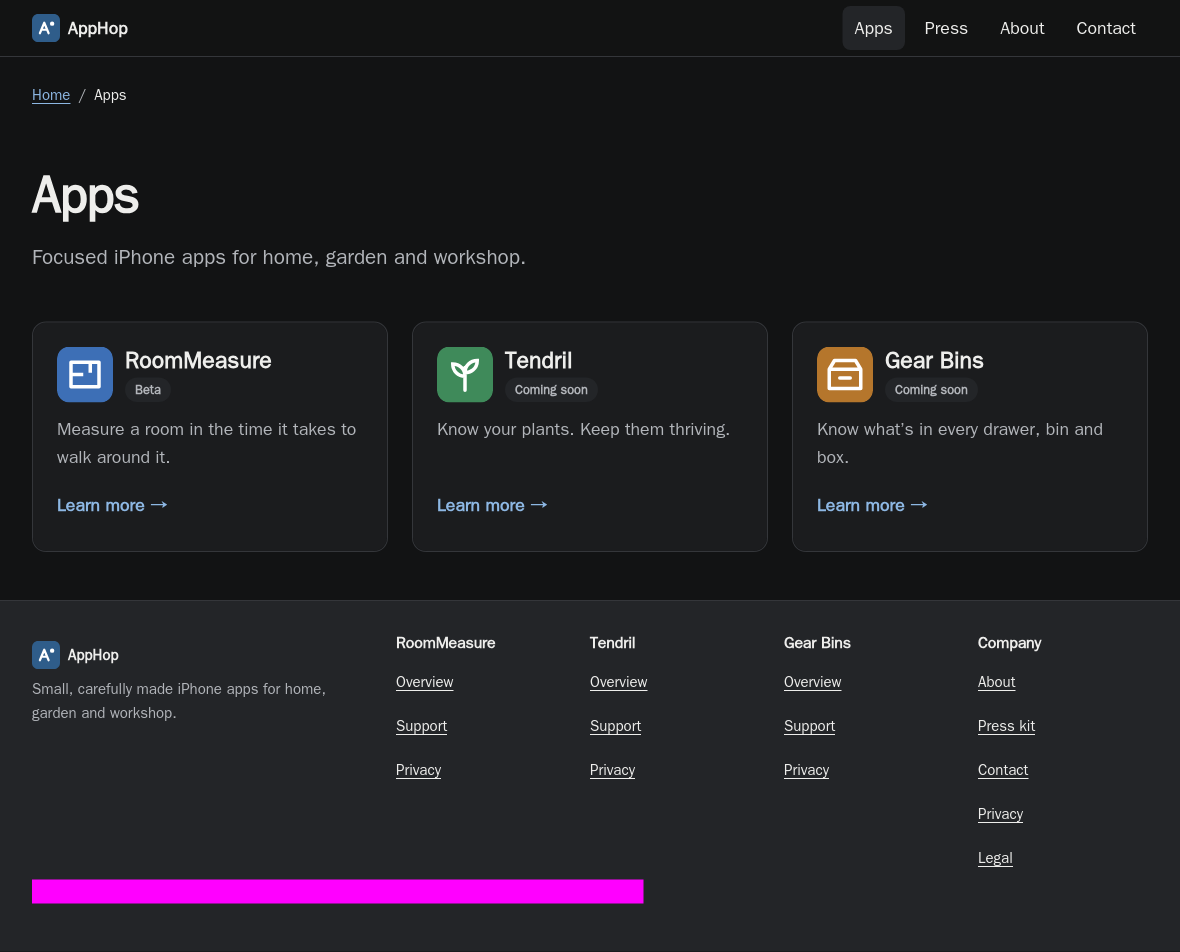 AppHop
Apps
Press
About
Contact
Home / Apps
Apps
Focused iPhone apps for home, garden and workshop.
RoomMeasure
Beta
Measure a room in the time it takes to
walk around it.
Learn more →
Tendril
Coming soon
Know your plants. Keep them thriving.
Learn more →
Gear Bins
Coming soon
Know what's in every drawer, bin and
box.
Learn more →
AppHop
Small, carefully made iPhone apps for home,
garden and workshop.
RoomMeasure
Overview
Support
Privacy
Tendril
Overview
Support
Privacy
Gear Bins
Overview
Support
Privacy
Company
About
Press kit
Contact
Privacy
Legal